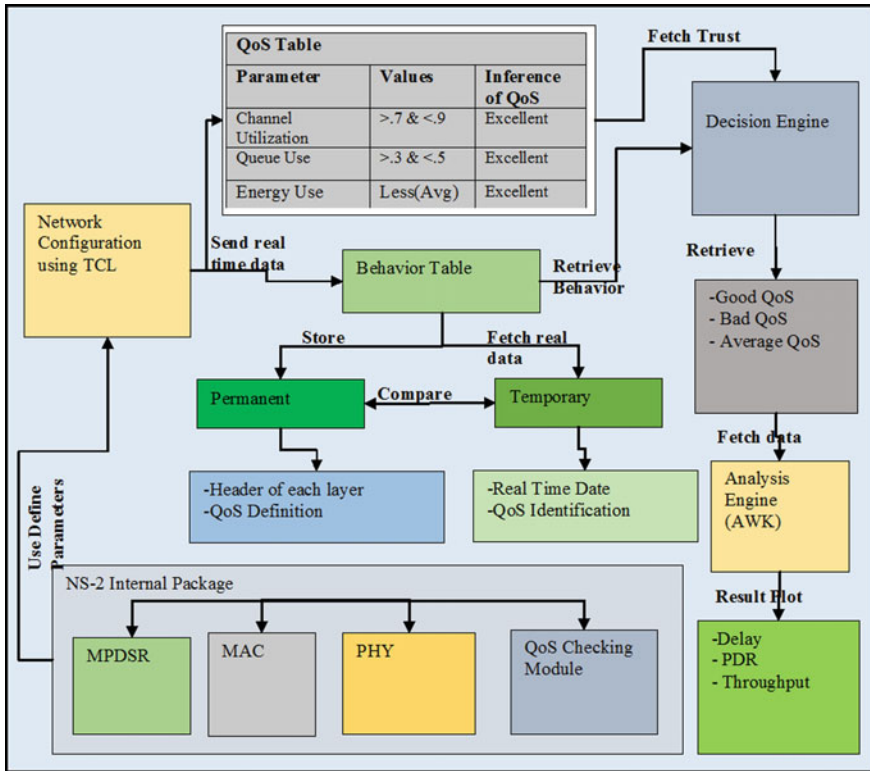 QoS Table
Parameter Values Inference of QoS
Channel Utilization >.7 & <.9 Excellent
Queue Use >.3 & <.5 Excellent
Energy Use Less(Avg) Excellent
Fetch Trust
Decision Engine
Network
Configuration
using TCL
Send real
time data
Behavior Table
Retrieve
Behavior
Retrieve
-Good QoS
- Bad QoS
- Average QoS
Store
Fetch real
data
Permanent
Compare
Temporary
Fetch data
-Header of each layer
-QoS Definition
-Real Time Date
-QoS Identification
Analysis
Engine
(AWK)
Use Define
Parameters
NS-2 Internal Package
MPDSR
MAC
PHY
QoS Checking
Module
Result Plot
-Delay
- PDR
- Throughput